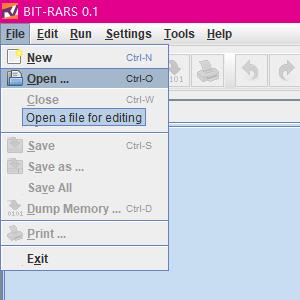 BIT-RARS 0.1
File Edit Run Settings Tools Help
New Ctrl-N
Open ... Ctrl-O
Close Ctrl-W
Open a file for editing
Save Ctrl-S
Save as ...
Save All
Dump Memory ... Ctrl-D
Print ...
Exit